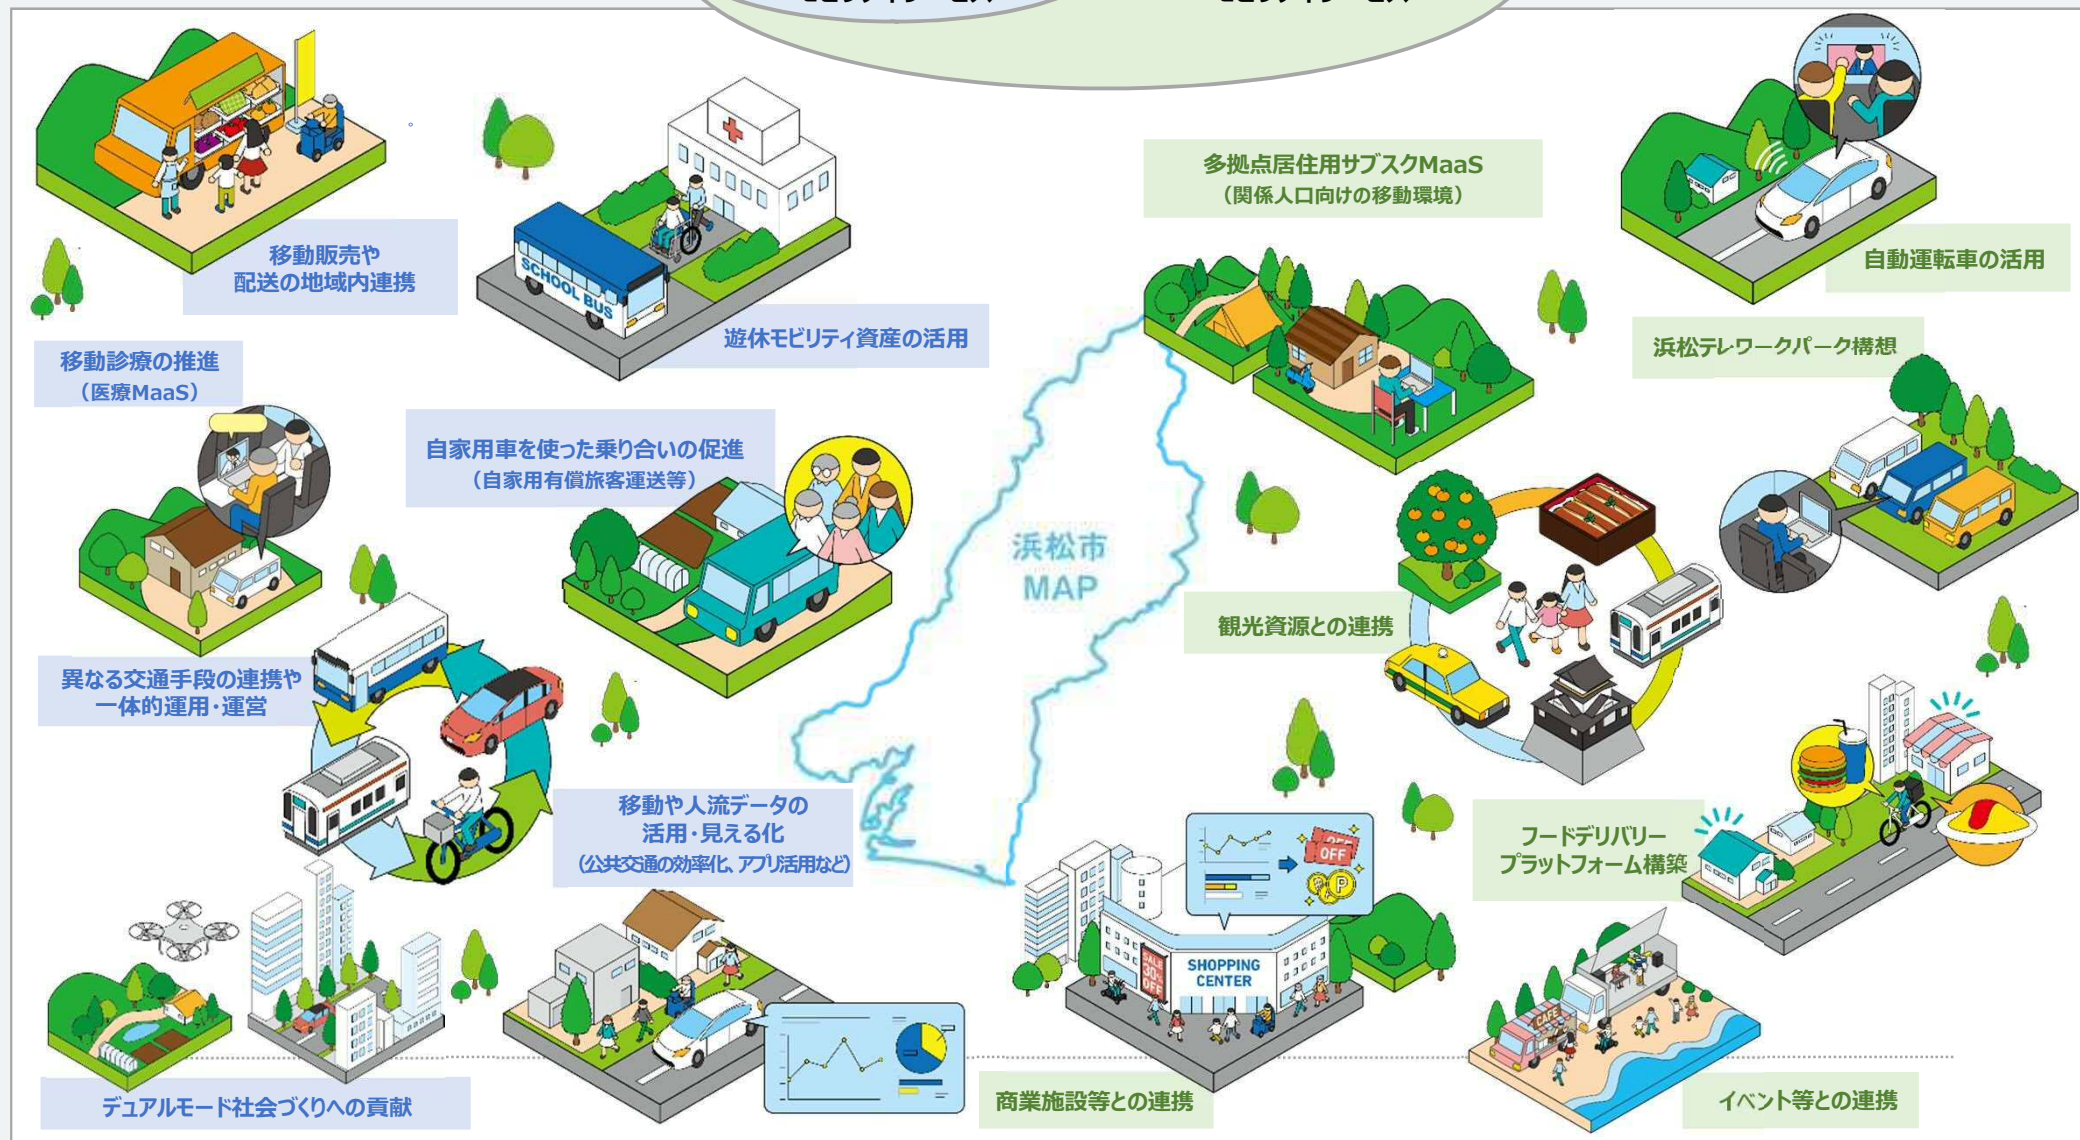 移動販売や
配送の地域内連携
SCHOOL BUS
遊休モビリティ資産の活用
移動診療の推進
（医療MaaS）
自家用車を使った乗り合いの促進
（自家用有償旅客運送等）
異なる交通手段の連携や
一体的運用・運営
移動や人流データの
活用・見える化
（公共交通の効率化、アプリ活用など）
デュアルモード社会づくりへの貢献
浜松市
MAP
多拠点居住用サブスクMaaS
（関係人口向けの移動環境）
自動運転車の活用
浜松テレワークパーク構想
観光資源との連携
フードデリバリー
プラットフォーム構築
OFF
OFF
P
P
SALE
30%
OFF
SHOPPING
CENTER
商業施設等との連携
CAFE
イベント等との連携